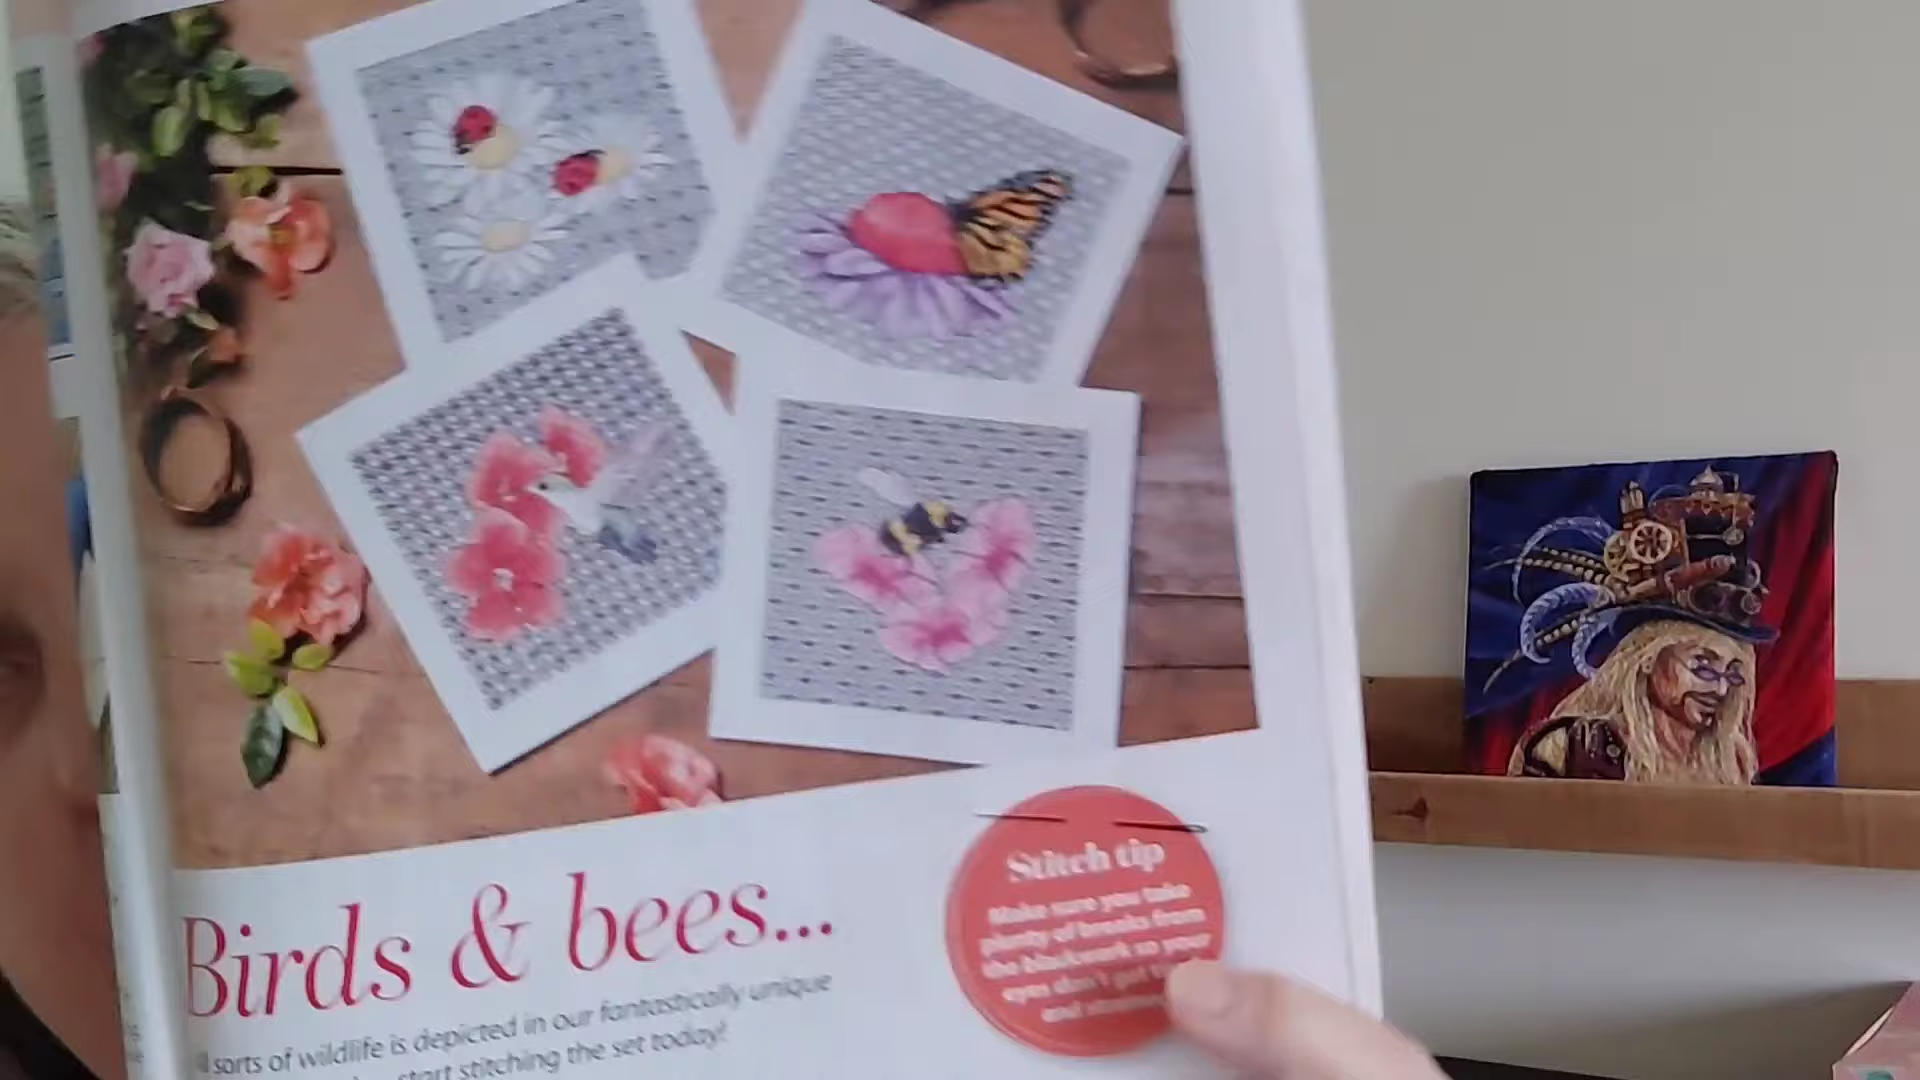 Birds & bees...
sorts of wildlife is depicted in our fantastically unique
start stitching the set today!
Stitch tip
Make sure you take
plenty of breaks from
the blackwork so your
eyes don't get
and